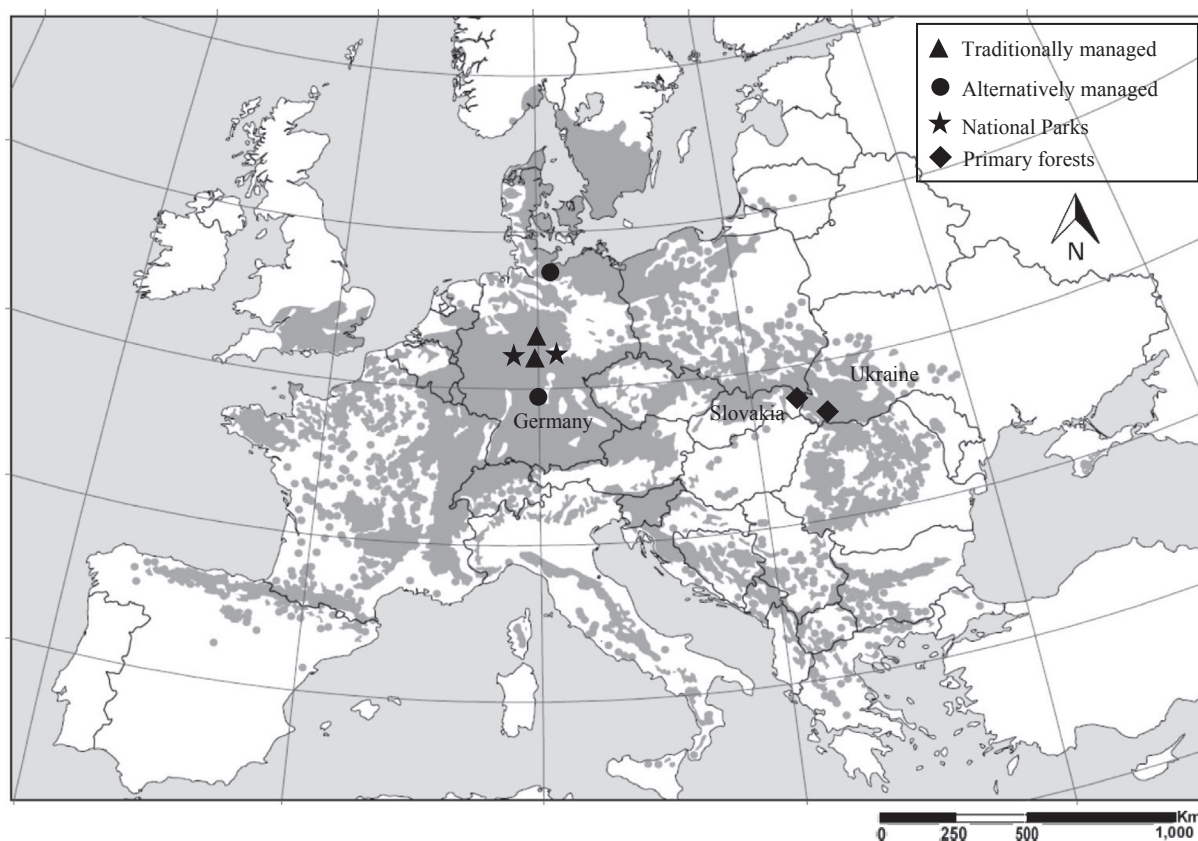 Traditionally managed
Alternatively managed
National Parks
Primary forests
N
Ukraine
Slovakia
Germany
Km
0 250 500 1,000